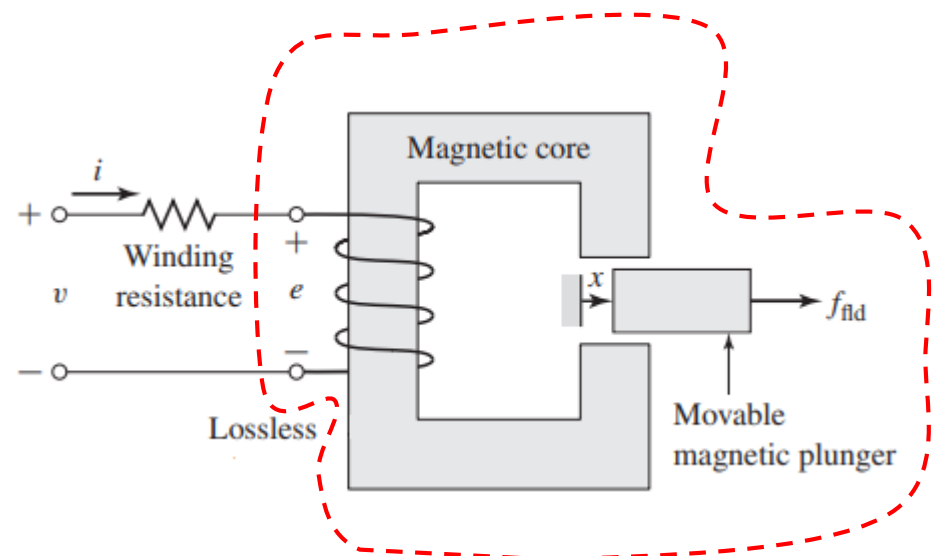 Magnetic core
i
+
+
Winding
resistance
v
e
x
f_fld
−
−
Lossless
Movable
magnetic plunger